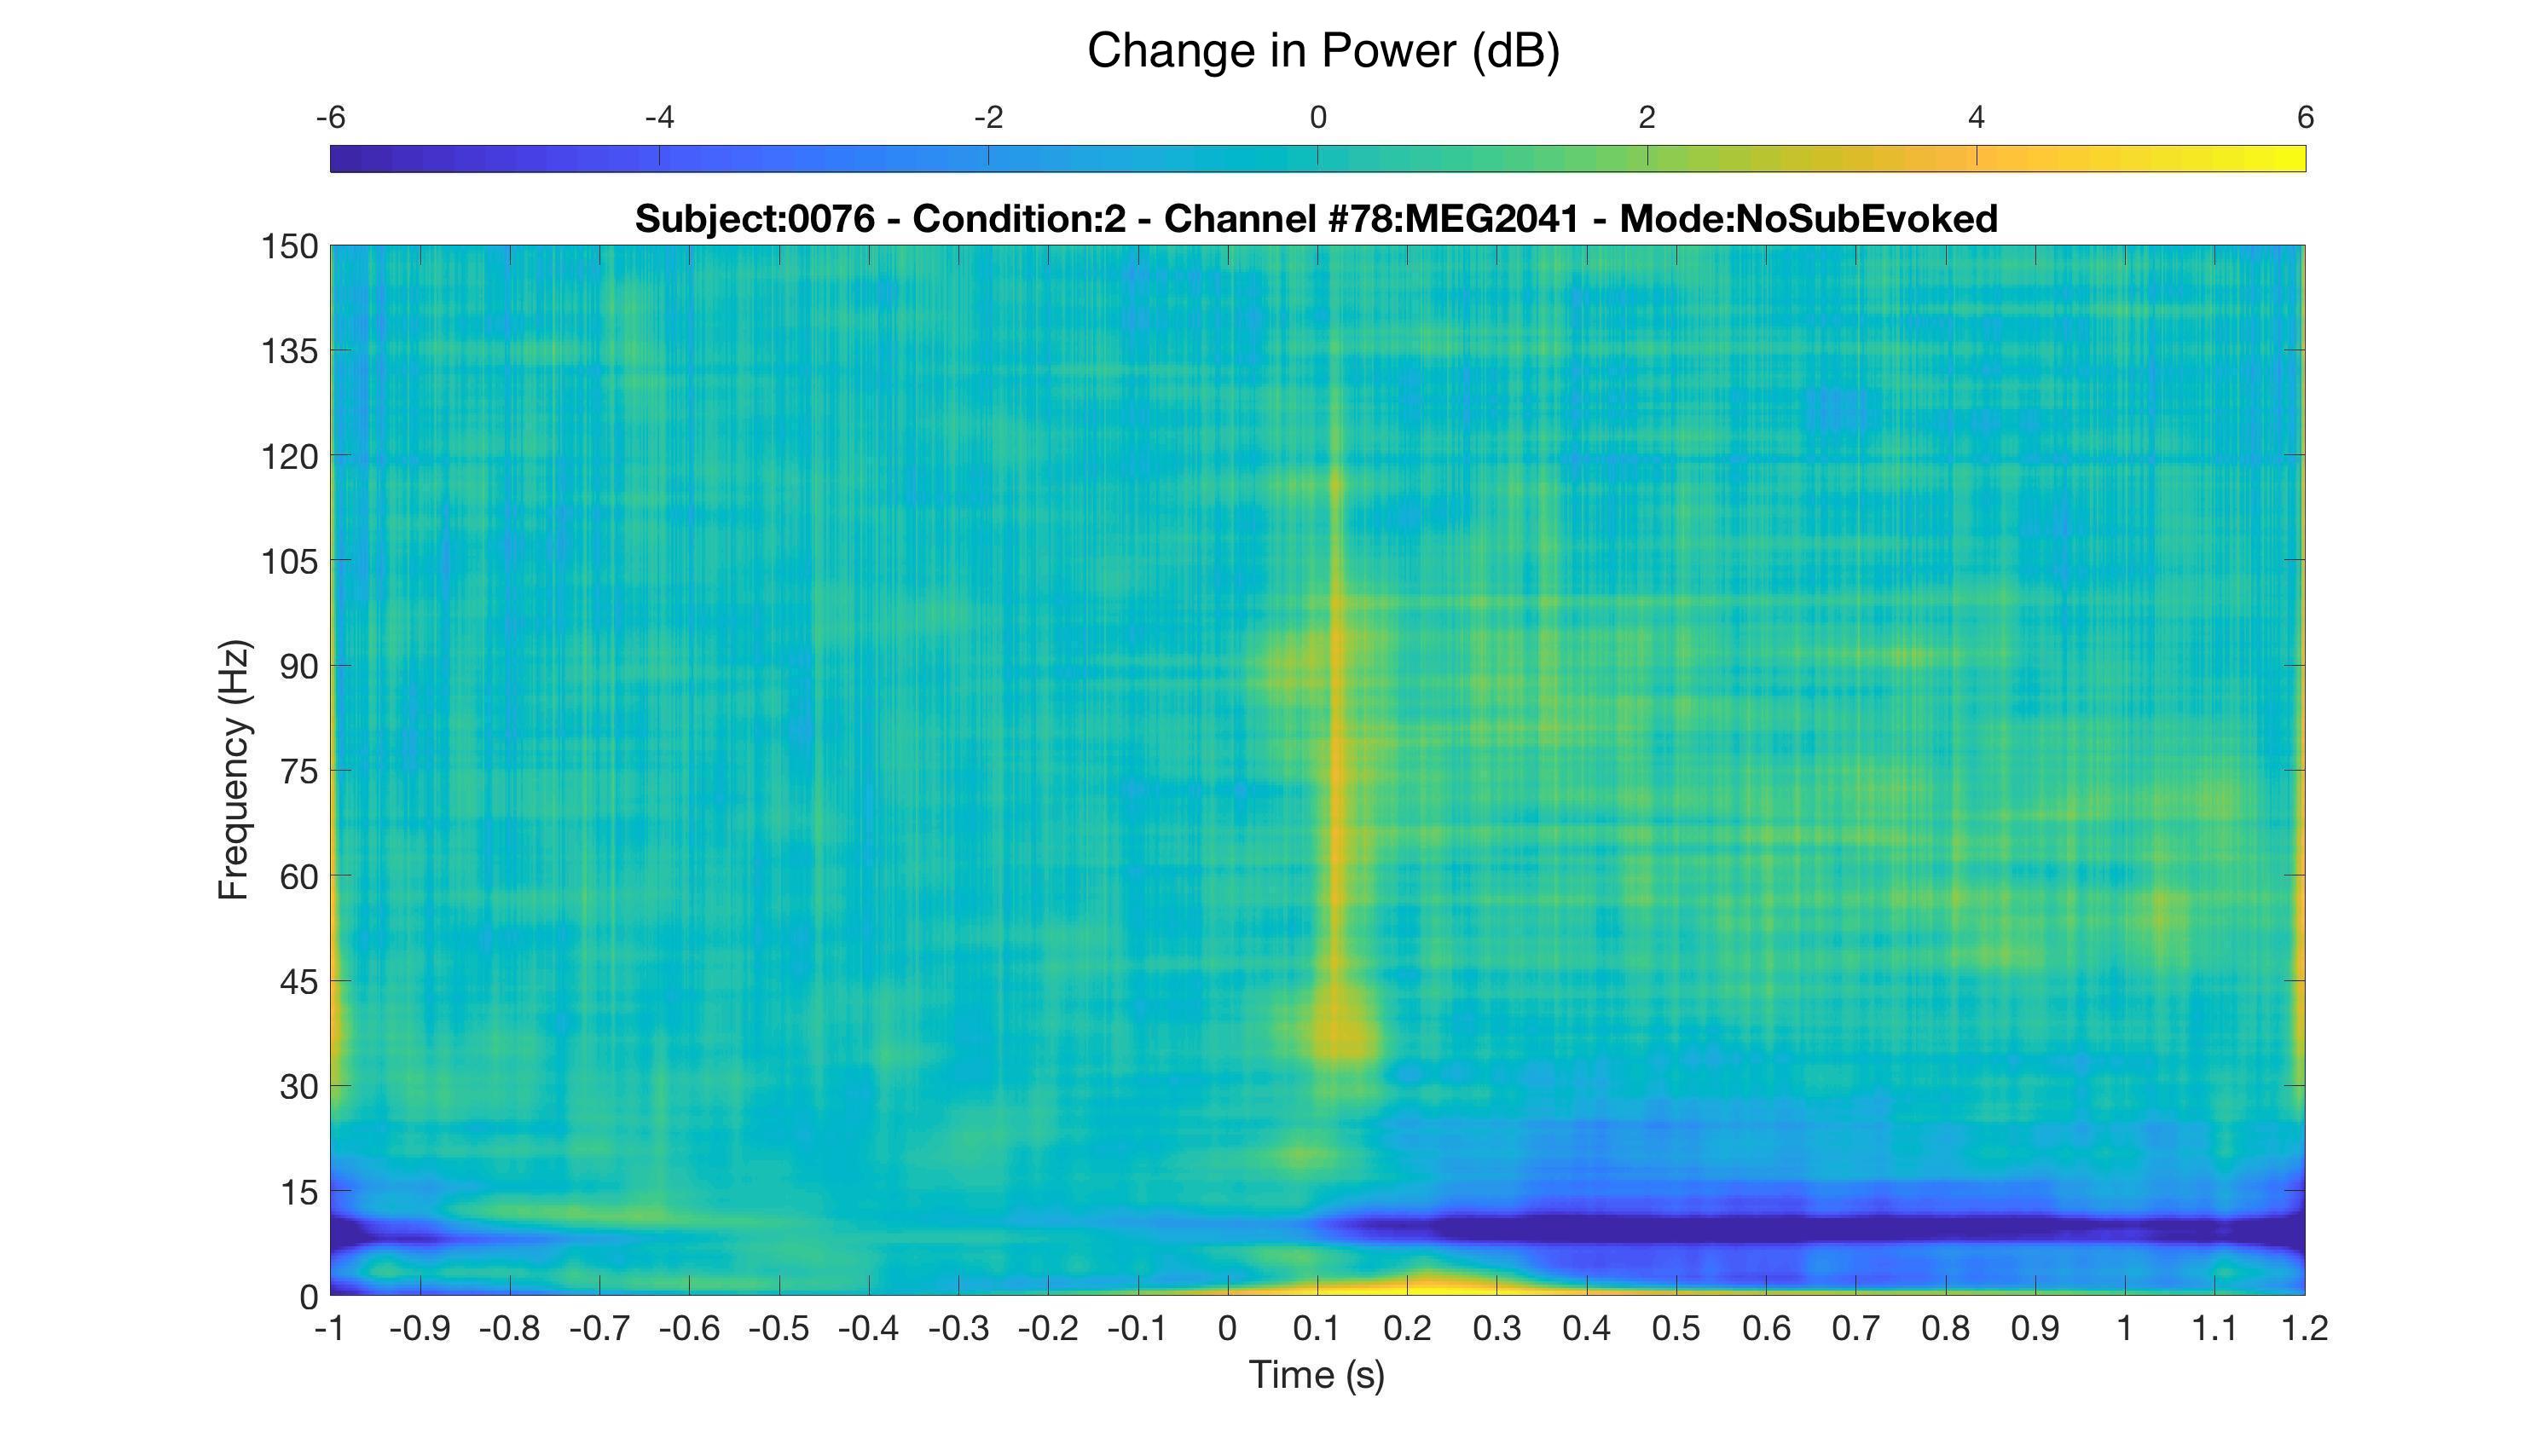 Change in Power (dB)
-6 -4 -2 0 2 4 6
Subject:0076 - Condition:2 - Channel #78:MEG2041 - Mode:NoSubEvoked
150
135
120
105
90
75
60
45
30
15
0
Frequency (Hz)
-1 -0.9 -0.8 -0.7 -0.6 -0.5 -0.4 -0.3 -0.2 -0.1 0 0.1 0.2 0.3 0.4 0.5 0.6 0.7 0.8 0.9 1 1.1 1.2
Time (s)